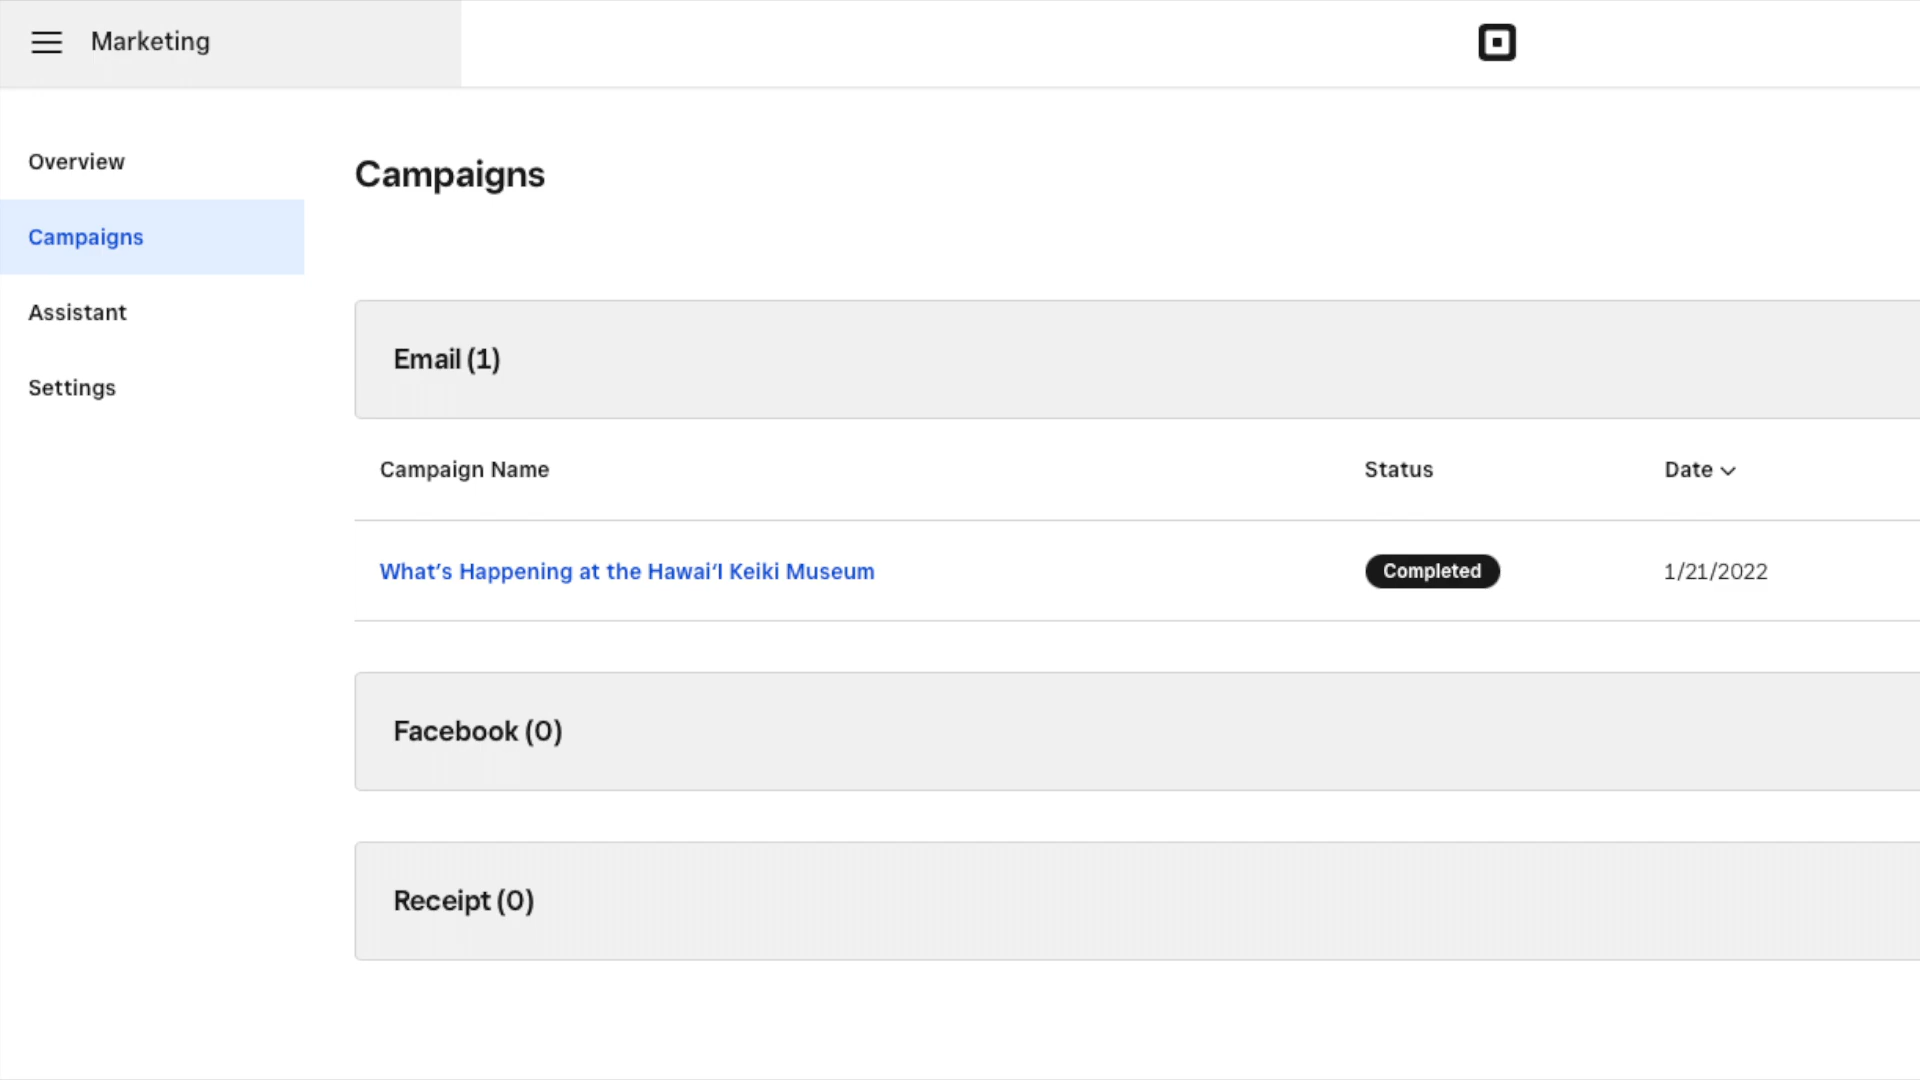 Marketing
Overview
Campaigns
Assistant
Settings
Campaigns
Email (1)
Campaign Name Status Date
What’s Happening at the Hawai‘I Keiki Museum Completed 1/21/2022
Facebook (0)
Receipt (0)